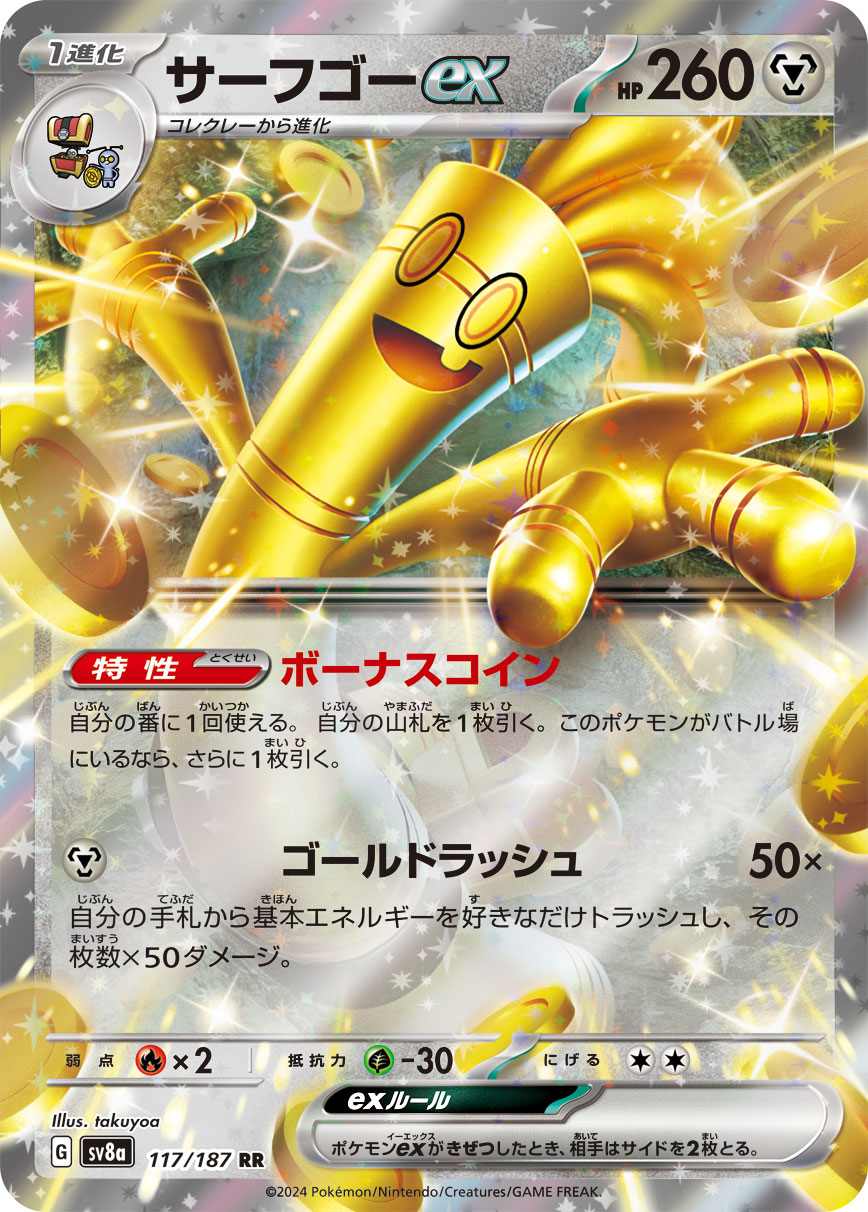 1進化
サーフゴーex
HP 260
コレクレーから進化
特性 とくせい
ボーナスコイン
じぶん ばん かいつか じぶん やまふだ まい ひ ば
自分の番に1回使える。自分の山札を1枚引く。このポケモンがバトル場
まい ひ
にいるなら、さらに1枚引く。
ゴールドラッシュ 50×
じぶん てふだ きほん す
自分の手札から基本エネルギーを好きなだけトラッシュし、その
まいすう
枚数×50ダメージ。
弱点 ×2 抵抗力 -30 にげる
exルール
イーエックス あいて まい
ポケモンexがきぜつしたとき、相手はサイドを2枚とる。
Illus. takuyoa
G sv8a 117/187 RR
©2024 Pokémon/Nintendo/Creatures/GAME FREAK.